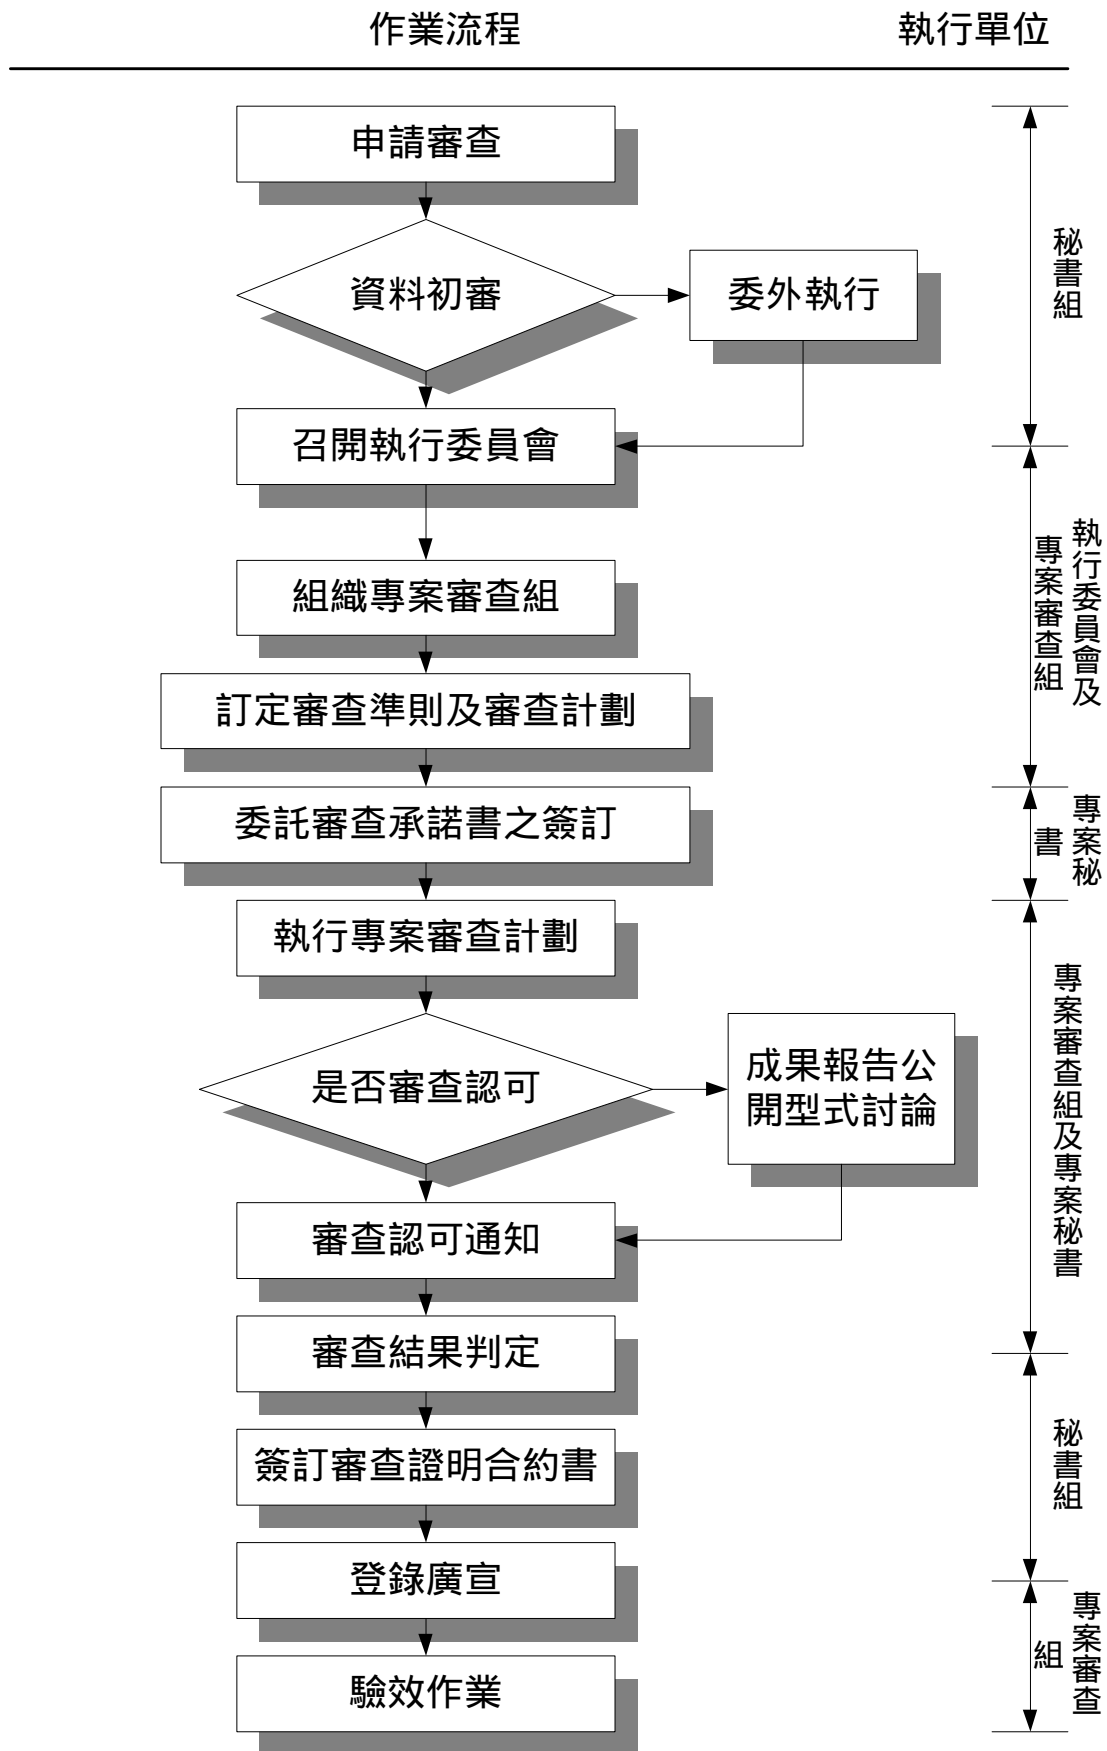 作業流程
執行單位
申請審查
資料初審
委外執行
秘書組
召開執行委員會
組織專案審查組
執行委員會及
專案審查組
訂定審查準則及審查計劃
委託審查承諾書之簽訂
專案秘
書
執行專案審查計劃
是否審查認可
成果報告公
開型式討論
專案審查組及專案秘書
審查認可通知
審查結果判定
簽訂審查證明合約書
秘書組
登錄廣宣
驗效作業
專案審查
組